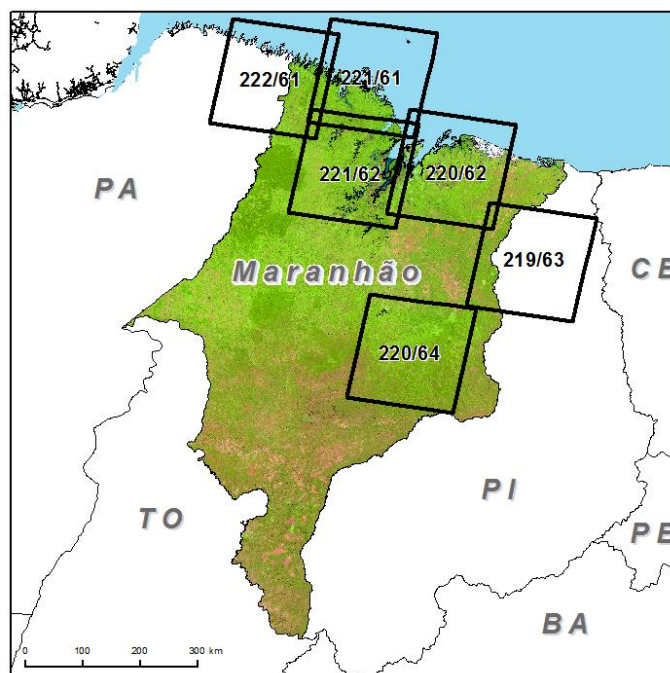 222/61
221/61
PA
221/62
220/62
Maranhão
219/63
CE
220/64
PI
TO
PE
BA
0 100 200 300 km